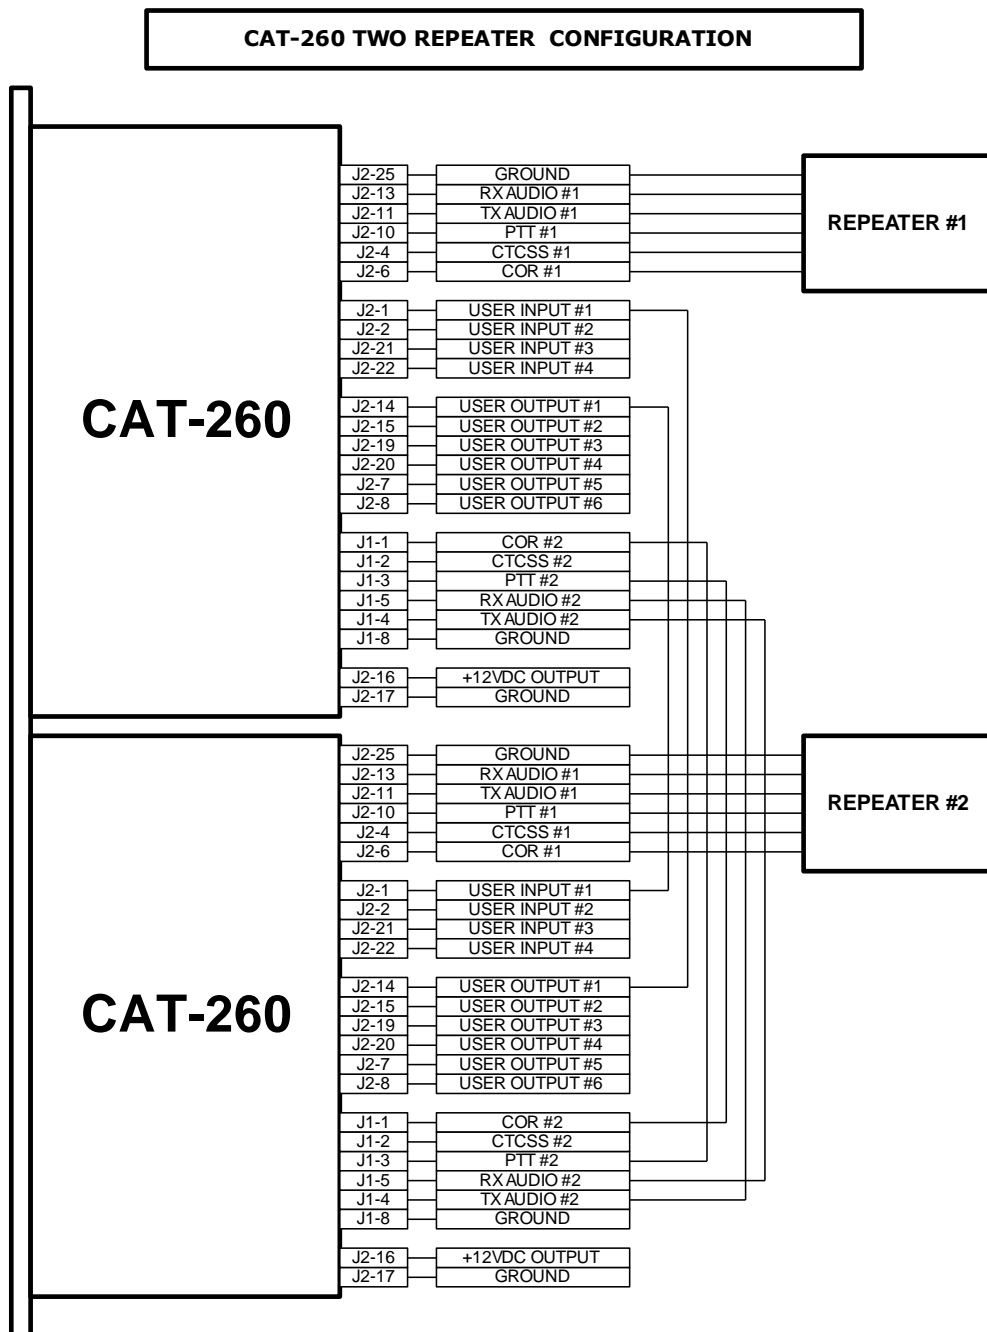 CAT-260 TWO REPEATER CONFIGURATION
J2-25 GROUND
J2-13 RX AUDIO #1
J2-11 TX AUDIO #1
J2-10 PTT #1
J2-4 CTCSS #1
J2-6 COR #1
REPEATER #1
J2-1 USER INPUT #1
J2-2 USER INPUT #2
J2-21 USER INPUT #3
J2-22 USER INPUT #4
CAT-260
J2-14 USER OUTPUT #1
J2-15 USER OUTPUT #2
J2-19 USER OUTPUT #3
J2-20 USER OUTPUT #4
J2-7 USER OUTPUT #5
J2-8 USER OUTPUT #6
J1-1 COR #2
J1-2 CTCSS #2
J1-3 PTT #2
J1-5 RX AUDIO #2
J1-4 TX AUDIO #2
J1-8 GROUND
J2-16 +12VDC OUTPUT
J2-17 GROUND
J2-25 GROUND
J2-13 RX AUDIO #1
J2-11 TX AUDIO #1
J2-10 PTT #1
J2-4 CTCSS #1
J2-6 COR #1
REPEATER #2
J2-1 USER INPUT #1
J2-2 USER INPUT #2
J2-21 USER INPUT #3
J2-22 USER INPUT #4
CAT-260
J2-14 USER OUTPUT #1
J2-15 USER OUTPUT #2
J2-19 USER OUTPUT #3
J2-20 USER OUTPUT #4
J2-7 USER OUTPUT #5
J2-8 USER OUTPUT #6
J1-1 COR #2
J1-2 CTCSS #2
J1-3 PTT #2
J1-5 RX AUDIO #2
J1-4 TX AUDIO #2
J1-8 GROUND
J2-16 +12VDC OUTPUT
J2-17 GROUND